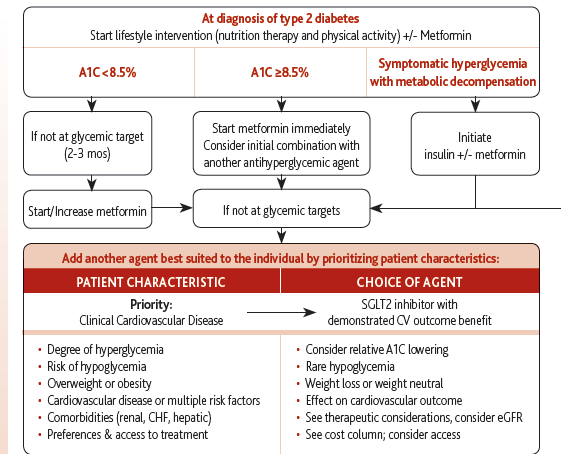 At diagnosis of type 2 diabetes
Start lifestyle intervention (nutrition therapy and physical activity) +/- Metformin
A1C <8.5%
A1C ≥8.5%
Symptomatic hyperglycemia
with metabolic decompensation
If not at glycemic target
(2-3 mos)
Start metformin immediately
Consider initial combination with
another antihyperglycemic agent
Initiate
insulin +/- metformin
Start/Increase metformin
If not at glycemic targets
Add another agent best suited to the individual by prioritizing patient characteristics:
PATIENT CHARACTERISTIC
CHOICE OF AGENT
Priority:
Clinical Cardiovascular Disease
SGLT2 inhibitor with
demonstrated CV outcome benefit
• Degree of hyperglycemia
• Risk of hypoglycemia
• Overweight or obesity
• Cardiovascular disease or multiple risk factors
• Comorbidities (renal, CHF, hepatic)
• Preferences & access to treatment
• Consider relative A1C lowering
• Rare hypoglycemia
• Weight loss or weight neutral
• Effect on cardiovascular outcome
• See therapeutic considerations, consider eGFR
• See cost column; consider access